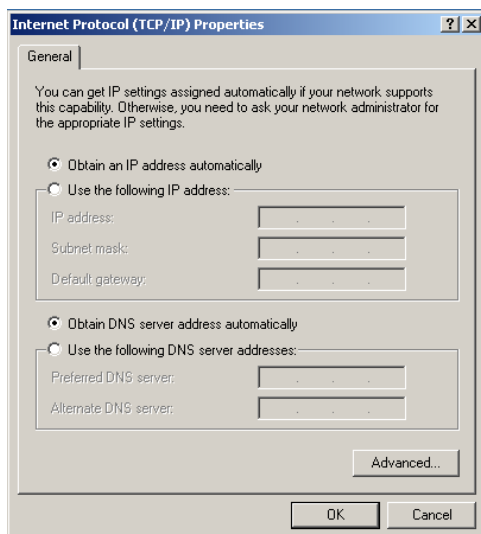 Internet Protocol (TCP/IP) Properties
General
You can get IP settings assigned automatically if your network supports
this capability. Otherwise, you need to ask your network administrator for
the appropriate IP settings.
Obtain an IP address automatically
Use the following IP address:
IP address:
Subnet mask:
Default gateway:
Obtain DNS server address automatically
Use the following DNS server addresses:
Preferred DNS server:
Alternate DNS server:
Advanced...
OK Cancel